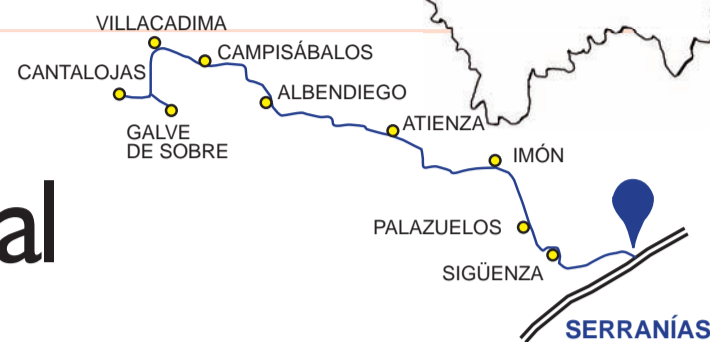 VILLACADIMA
CAMPISÁBALOS
CANTALOJAS
ALBENDIEGO
ATIENZA
GALVE
DE SOBRE
IMÓN
al
PALAZUELOS
SIGÜENZA
SERRANÍAS